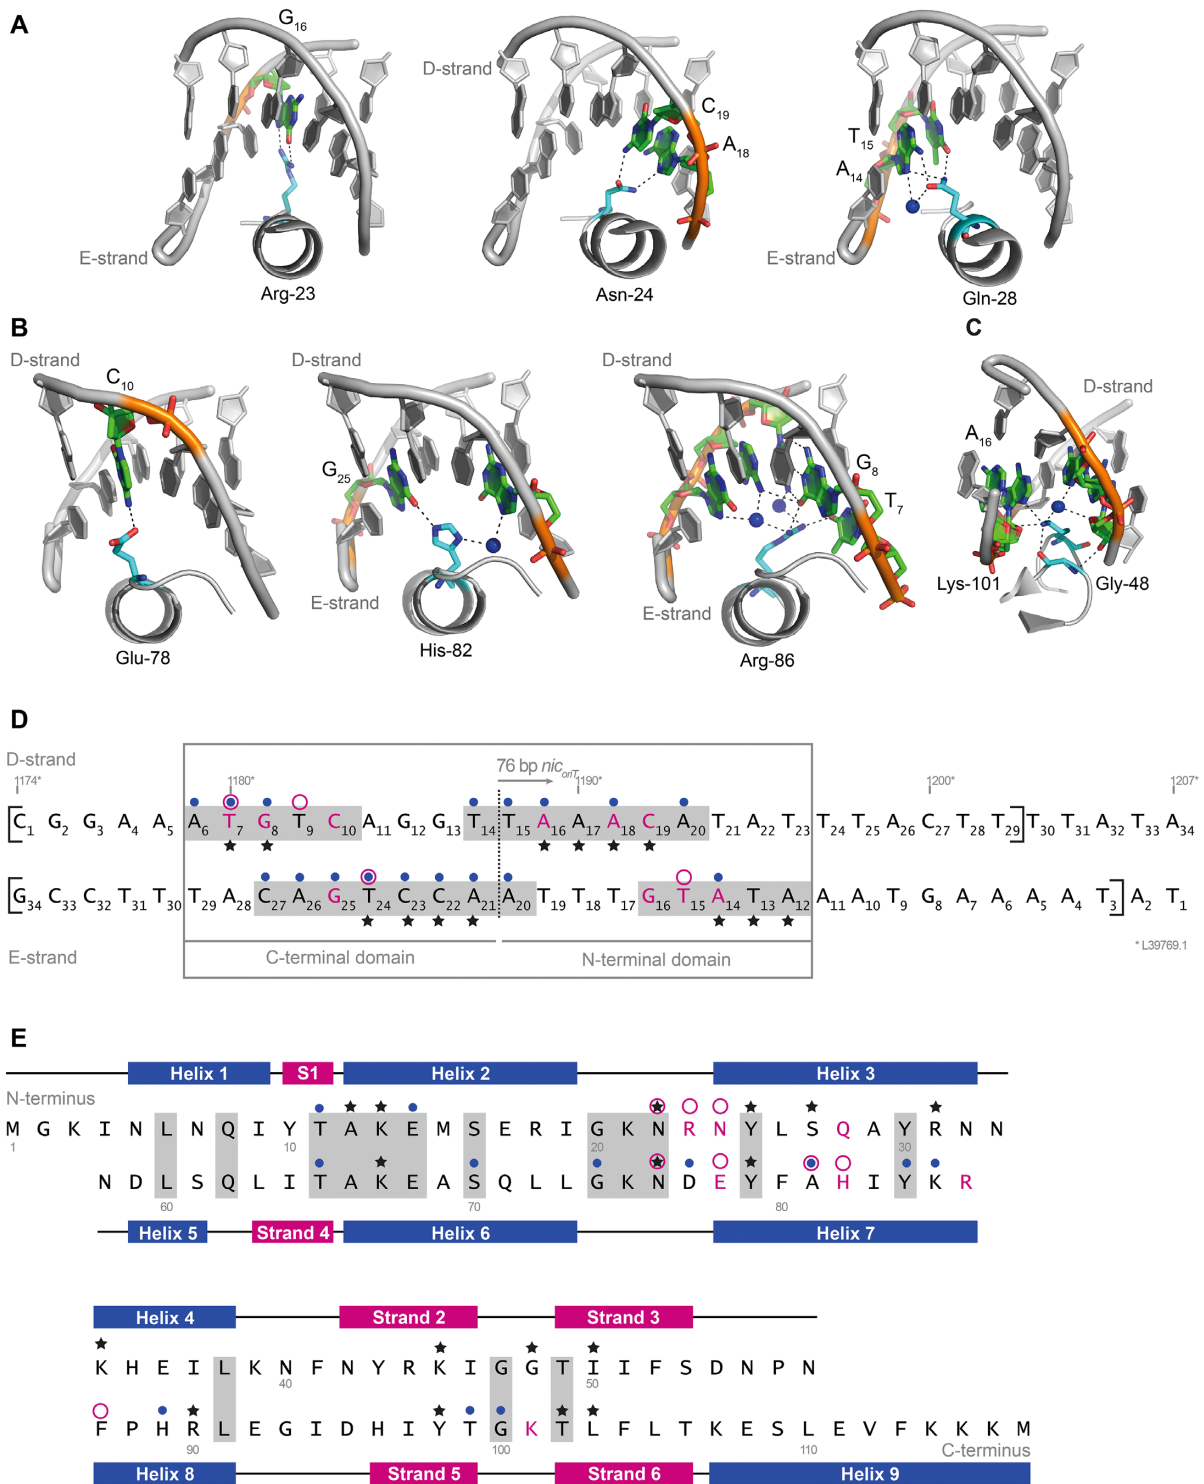 A
G16
D-strand
C19
A18
T15
A14
E-strand
E-strand
Arg-23
Asn-24
Gln-28
B
C
D-strand
D-strand
D-strand
D-strand
C10
G25
G8
T7
A16
E-strand
E-strand
Lys-101
Gly-48
Glu-78
His-82
Arg-86
D
D-strand
1174*
1180*
76 bp nic oriT
1190*
1200*
1207*
C1 G2 G3 A4 A5 A6 T7 G8 T9 C10 A11 G12 G13 T14 T15 A16 A17 A18 C19 A20 T21 A22 T23 T24 T25 A26 C27 T28 T29 T30 T31 A32 T33 A34
G34 C33 C32 T31 T30 T29 A28 C27 A26 G25 T24 C23 C22 A21 A20 T19 T18 T17 G16 T15 A14 T13 A12 A11 A10 T9 G8 A7 A6 A5 A4 T3 A2 T1
E-strand
C-terminal domain
N-terminal domain
* L39769.1
E
Helix 1
S1
Helix 2
Helix 3
N-terminus
M G K I N L N Q I Y T A K E M S E R I G K N R N Y L S Q A Y R N N
1
10
20
30
N D L S Q L I T A K E A S Q L L G K N D E Y F A H I Y K R
60
70
80
Helix 5
Strand 4
Helix 6
Helix 7
Helix 4
Strand 2
Strand 3
K H E I L K N F N Y R K I G G T I I F S D N P N
40
50
F P H R L E G I D H I Y T G K T L F L T K E S L E V F K K K M
90
100
110
C-terminus
Helix 8
Strand 5
Strand 6
Helix 9